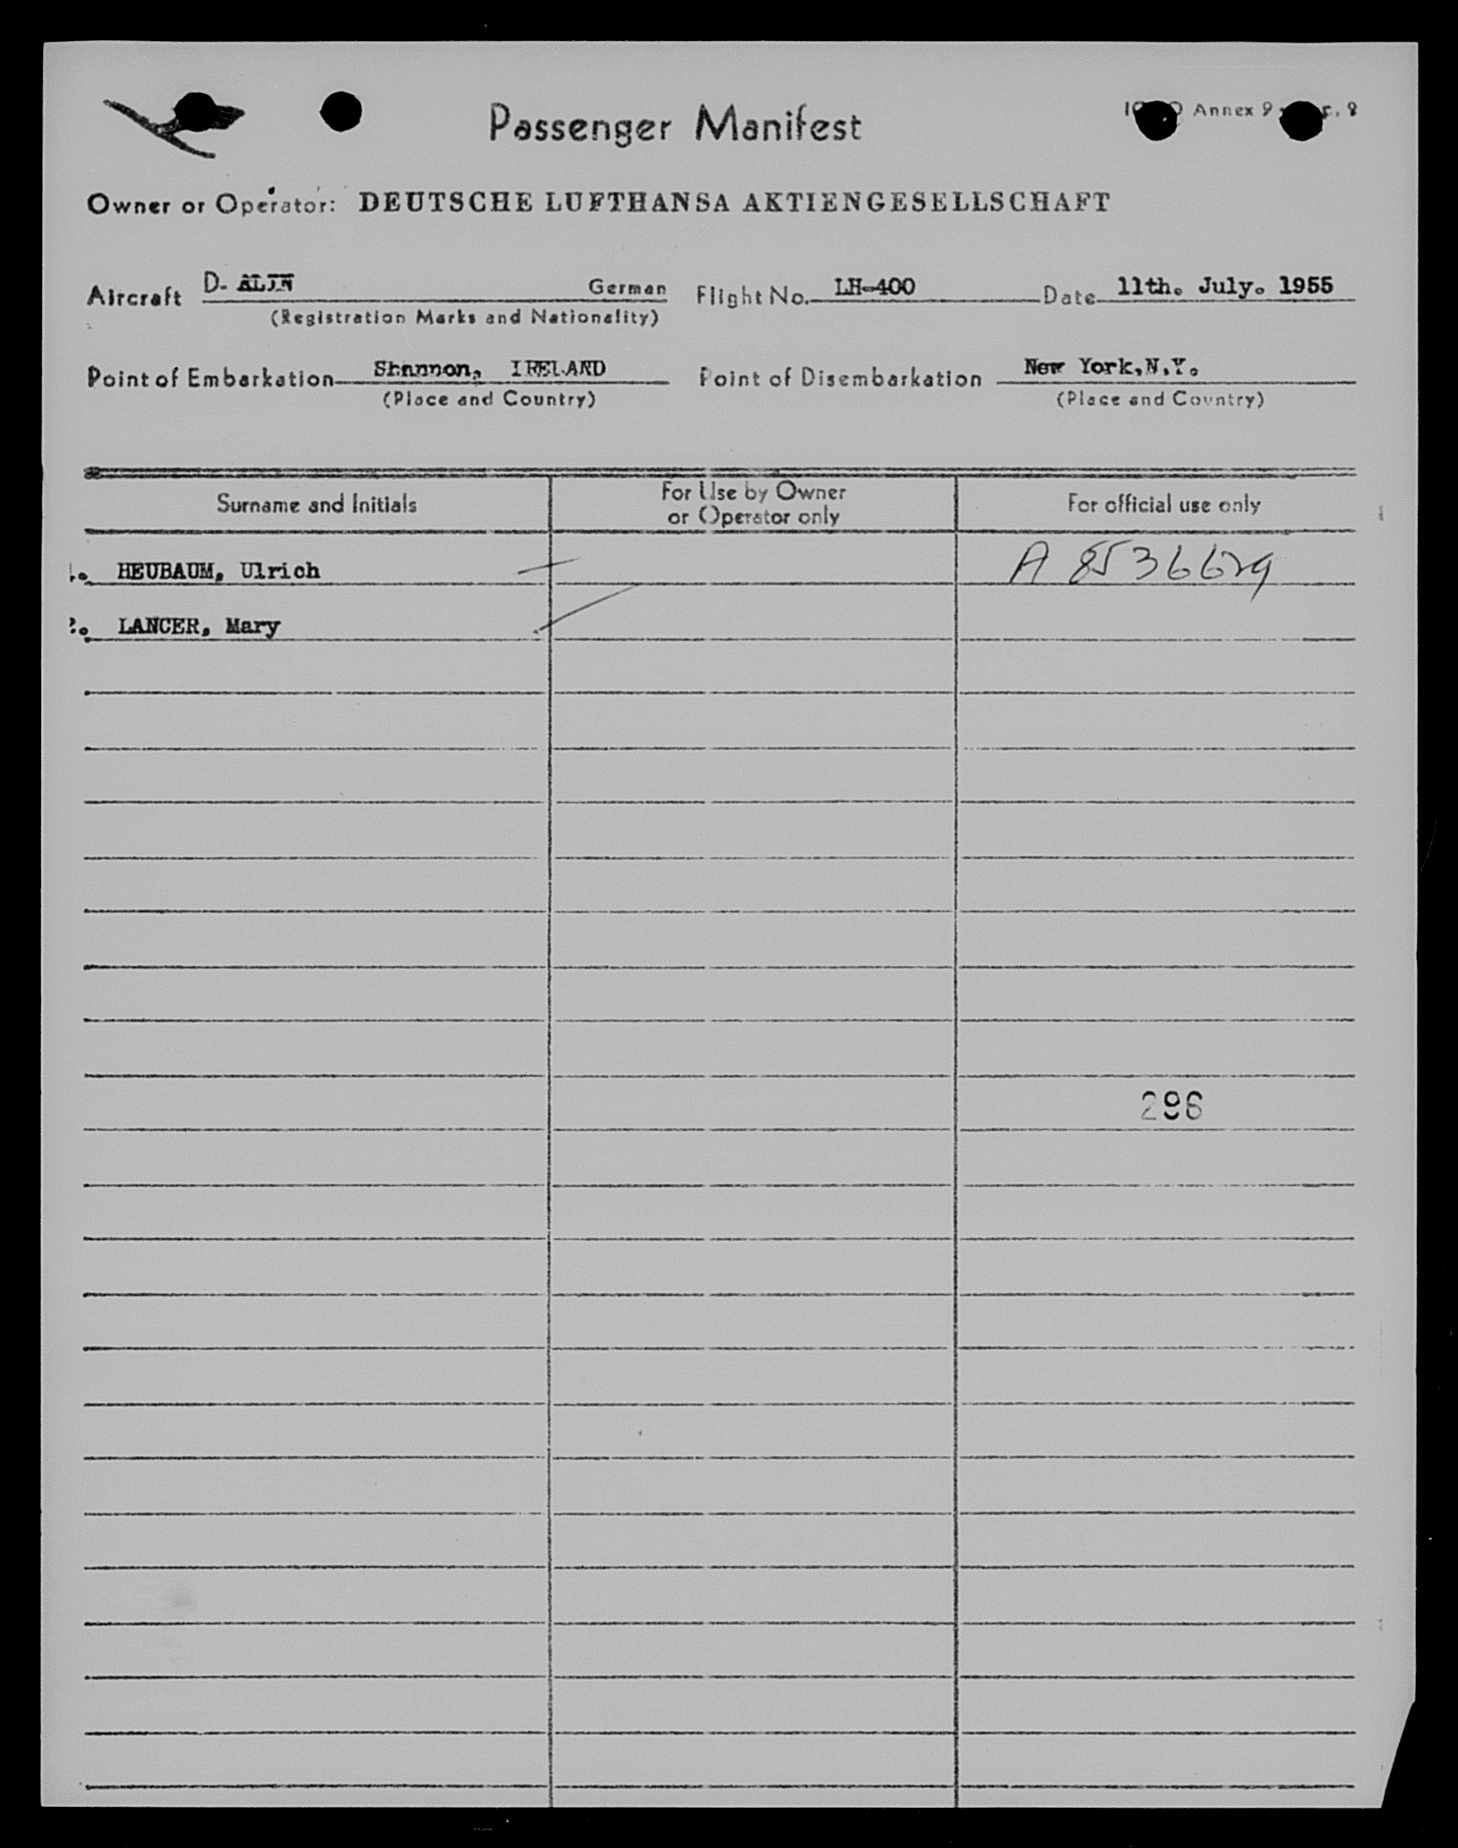 Passenger Manifest
Annex 9
Owner or Operator: DEUTSCHE LUFTHANSA AKTIENGESELLSCHAFT
Aircraft D- German Flight No. LH-400 Date 11th. July. 1955
(Registration Marks and Nationality)
Point of Embarkation Shannon, IRELAND Point of Disembarkation New York,N.Y.
(Place and Country) (Place and Country)
Surname and Initials For Use by Owner or Operator only For official use only
1. HEUBAUM, Ulrich A 8536629
2. LANCER, Mary
296